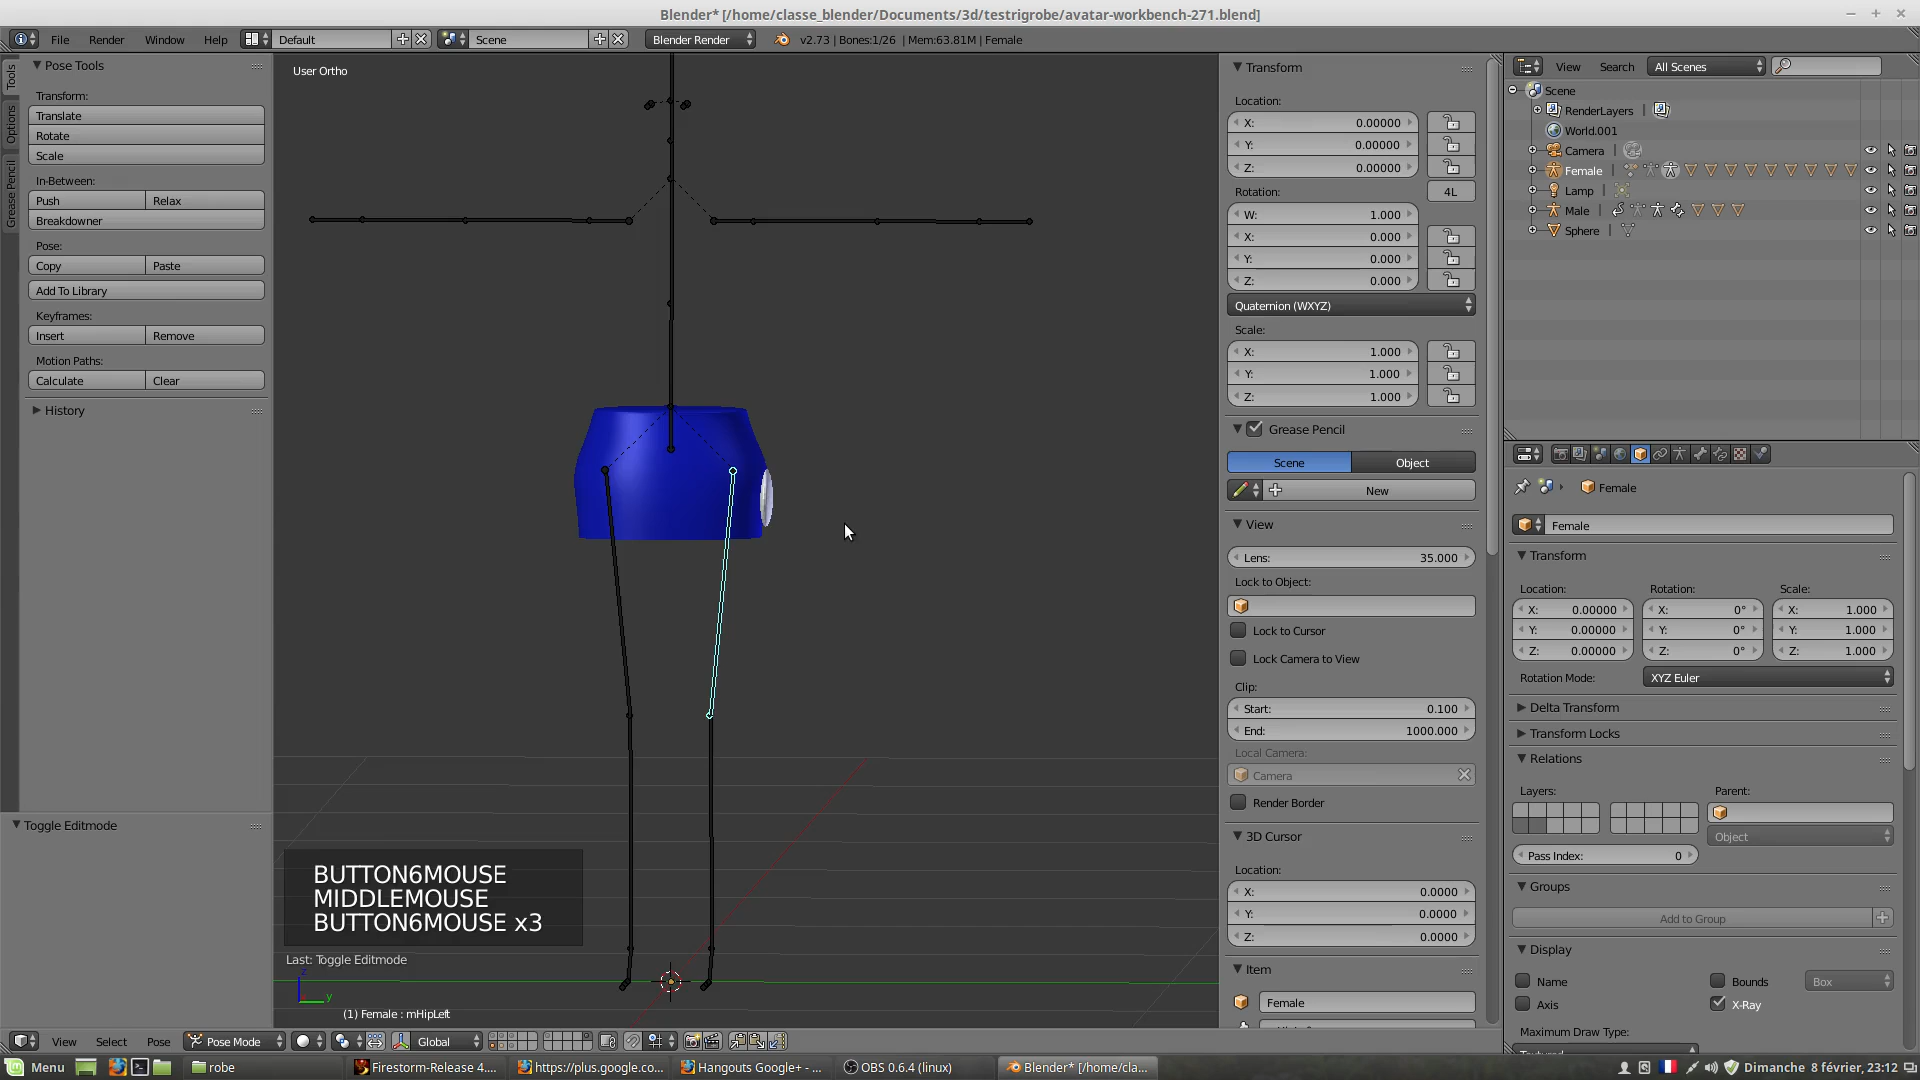 Blender* [/home/classe_blender/Documents/3d/testrigrobe/avatar-workbench-271.blend]
File Render Window Help Default Scene Blender Render v2.73 | Bones:1/26 | Mem:63.81M | Female
Tools
Options
Grease Pencil
Pose Tools
Transform:
Translate
Rotate
Scale
In-Between:
Push Relax
Breakdowner
Pose:
Copy Paste
Add To Library
Keyframes:
Insert Remove
Motion Paths:
Calculate Clear
History
Toggle Editmode
User Ortho
BUTTON6MOUSE
MIDDLEMOUSE
BUTTON6MOUSE x3
Last: Toggle Editmode
z
y
(1) Female : mHipLeft
View Select Pose Pose Mode Global
Transform
Location:
X: 0.00000
Y: 0.00000
Z: 0.00000
Rotation: 4L
W: 1.000
X: 0.000
Y: 0.000
Z: 0.000
Quaternion (WXYZ)
Scale:
X: 1.000
Y: 1.000
Z: 1.000
Grease Pencil
Scene Object
New
View
Lens: 35.000
Lock to Object:
Lock to Cursor
Lock Camera to View
Clip:
Start: 0.100
End: 1000.000
Local Camera:
Camera
Render Border
3D Cursor
Location:
X: 0.0000
Y: 0.0000
Z: 0.0000
Item
Female
View Search All Scenes
Scene
RenderLayers |
World.001
Camera |
Female |
Lamp |
Male |
Sphere |
Female
Female
Transform
Location: Rotation: Scale:
X: 0.00000 X: 0° X: 1.000
Y: 0.00000 Y: 0° Y: 1.000
Z: 0.00000 Z: 0° Z: 1.000
Rotation Mode: XYZ Euler
Delta Transform
Transform Locks
Relations
Layers: Parent:
Object
Pass Index: 0
Groups
Add to Group
Display
Name Bounds Box
Axis X-Ray
Maximum Draw Type:
Textured
Menu robe Firestorm-Release 4.... https://plus.google.co... Hangouts Google+ - ... OBS 0.6.4 (linux) Blender* [/home/cla... Dimanche 8 février, 23:12